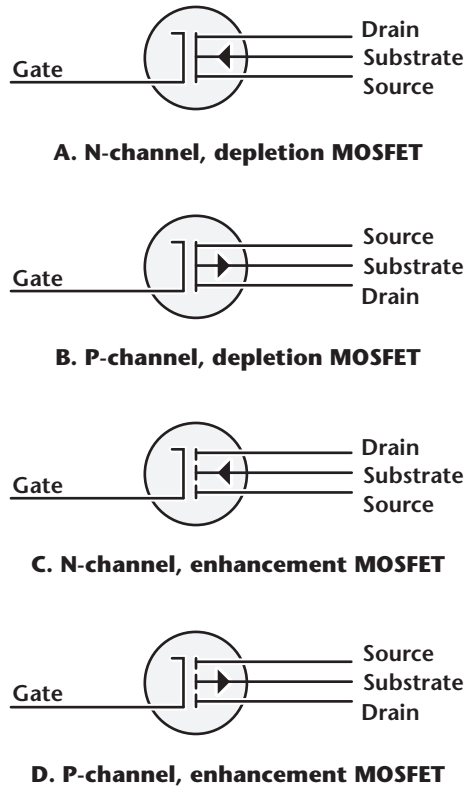 Drain
Substrate
Gate
Source
A. N-channel, depletion MOSFET
Source
Substrate
Gate
Drain
B. P-channel, depletion MOSFET
Drain
Substrate
Gate
Source
C. N-channel, enhancement MOSFET
Source
Substrate
Gate
Drain
D. P-channel, enhancement MOSFET